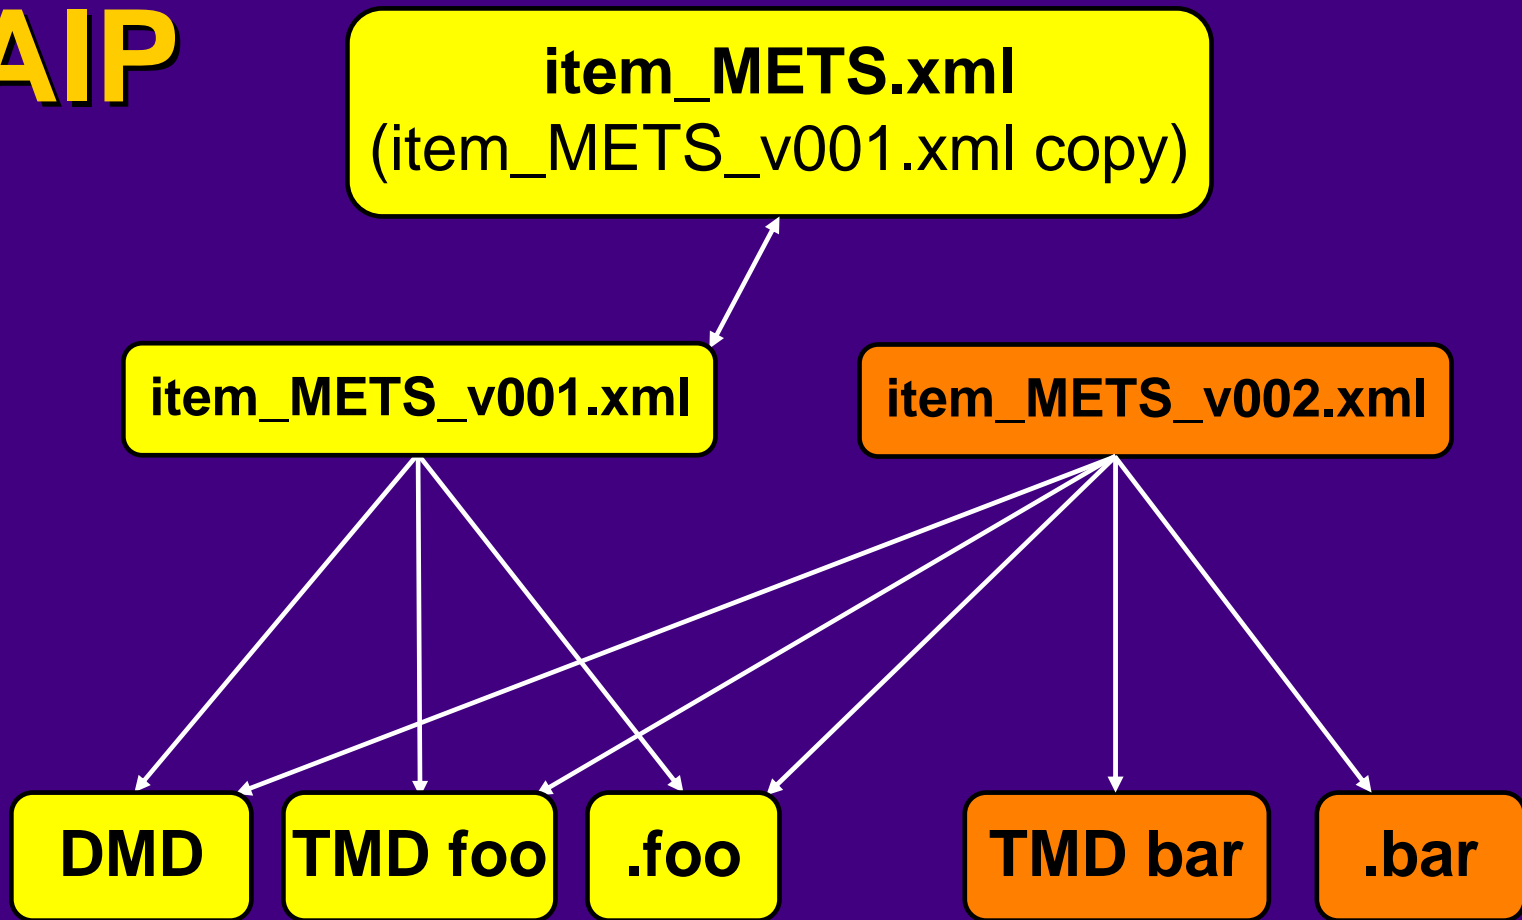 AIP
item_METS.xml
(item_METS_v001.xml copy)
item_METS_v001.xml
item_METS_v002.xml
DMD
TMD foo
.foo
TMD bar
.bar